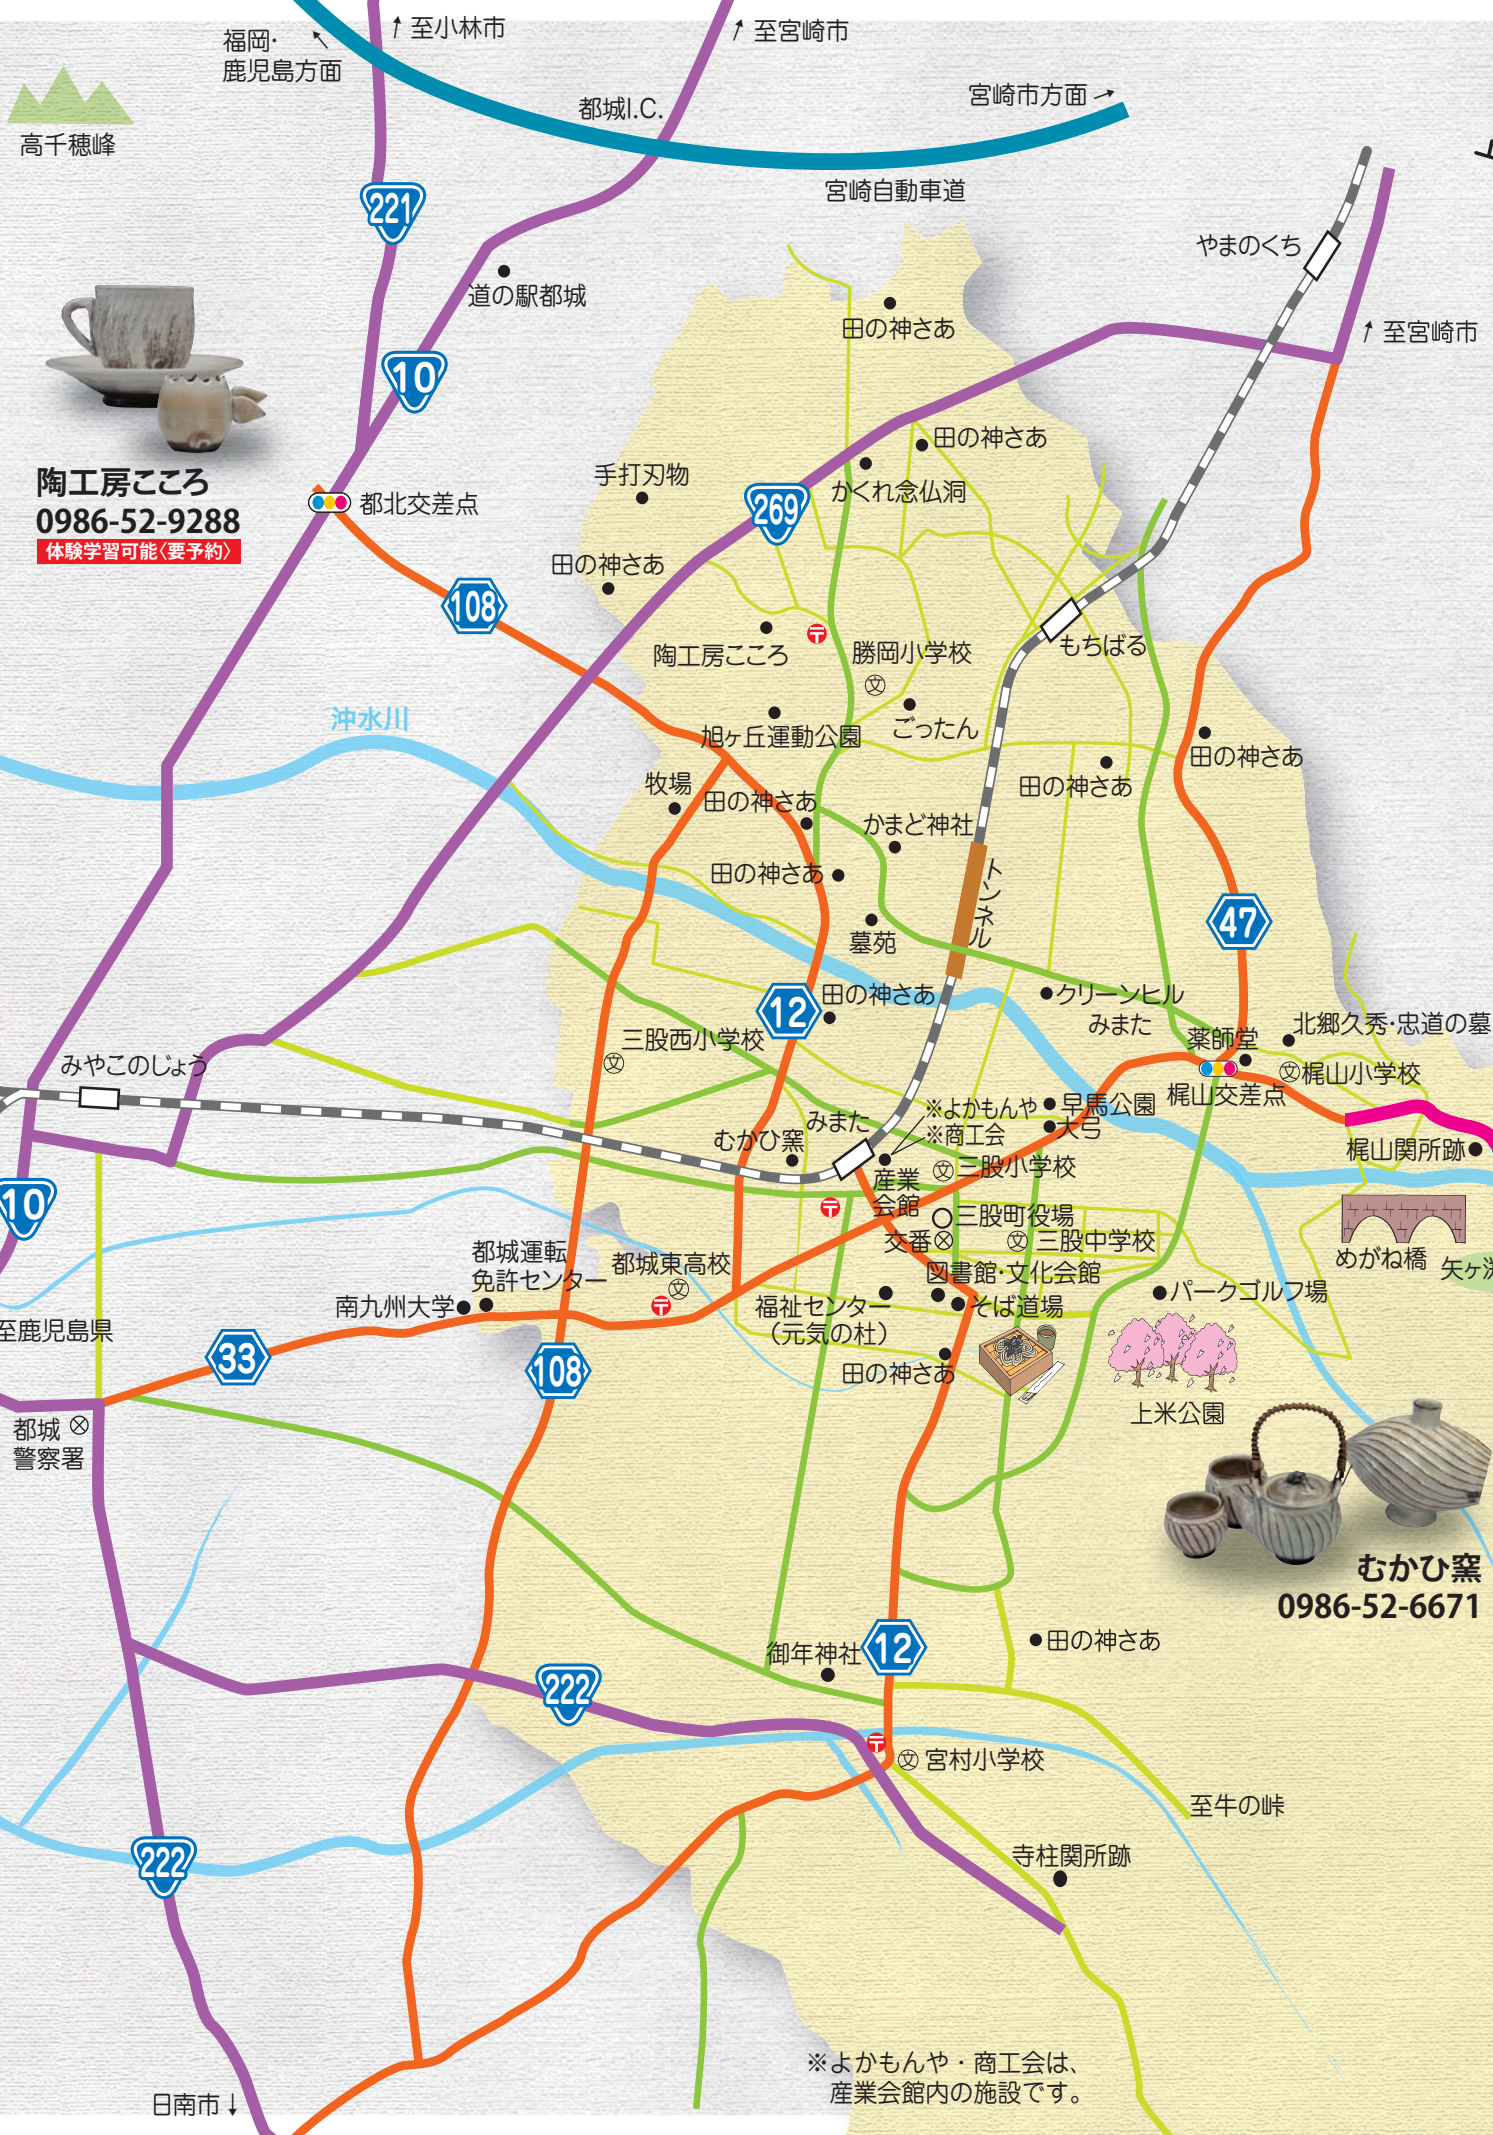 福岡・
鹿児島方面
至小林市
至宮崎市
都城I.C.
宮崎市方面
高千穂峰
宮崎自動車道
221
やまのくち
道の駅都城
田の神さあ
至宮崎市
10
田の神さあ
陶工房こころ
0986-52-9288
体験学習可能〈要予約〉
手打刃物
かくれ念仏洞
都北交差点
269
田の神さあ
108
陶工房こころ
勝岡小学校
文
もちばる
沖水川
旭ヶ丘運動公園
ごったん
田の神さあ
牧場
田の神さあ
田の神さあ
かまど神社
田の神さあ
トンネル
墓苑
47
12
田の神さあ
クリーンヒル
みまた
北郷久秀・忠道の墓
三股西小学校
文
薬師堂
みやこのじょう
文梶山小学校
梶山交差点
※よかもんや
早馬公園
みまた
※商工会
大弓
むかひ窯
梶山関所跡
産業
会館
文三股小学校
10
三股町役場
交番
文三股中学校
めがね橋
都城運転
免許センター
都城東高校
文
図書館・文化会館
矢ヶ
南九州大学
福祉センター
(元気の杜)
そば道場
パークゴルフ場
至鹿児島県
33
108
田の神さあ
上米公園
都城
警察署
むかひ窯
0986-52-6671
御年神社
12
田の神さあ
222
文宮村小学校
至牛の峠
222
寺柱関所跡
※よかもんや・商工会は、
産業会館内の施設です。
日南市↓